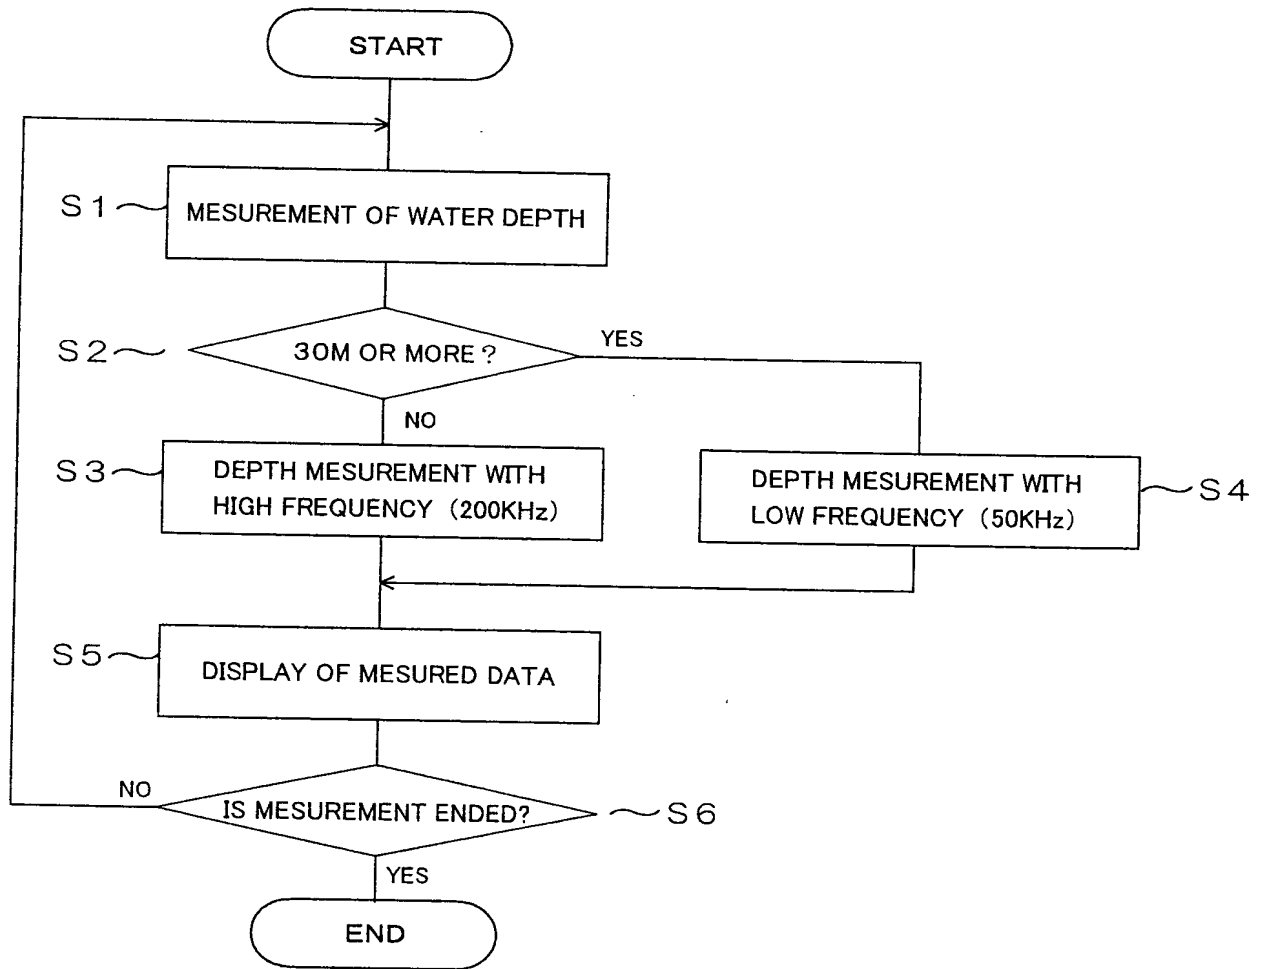 START
S1
MESUREMENT OF WATER DEPTH
S2
30M OR MORE?
YES
NO
S3
DEPTH MESUREMENT WITH
HIGH FREQUENCY (200KHz)
DEPTH MESUREMENT WITH
LOW FREQUENCY (50KHz)
S4
S5
DISPLAY OF MESURED DATA
NO
IS MESUREMENT ENDED?
S6
YES
END